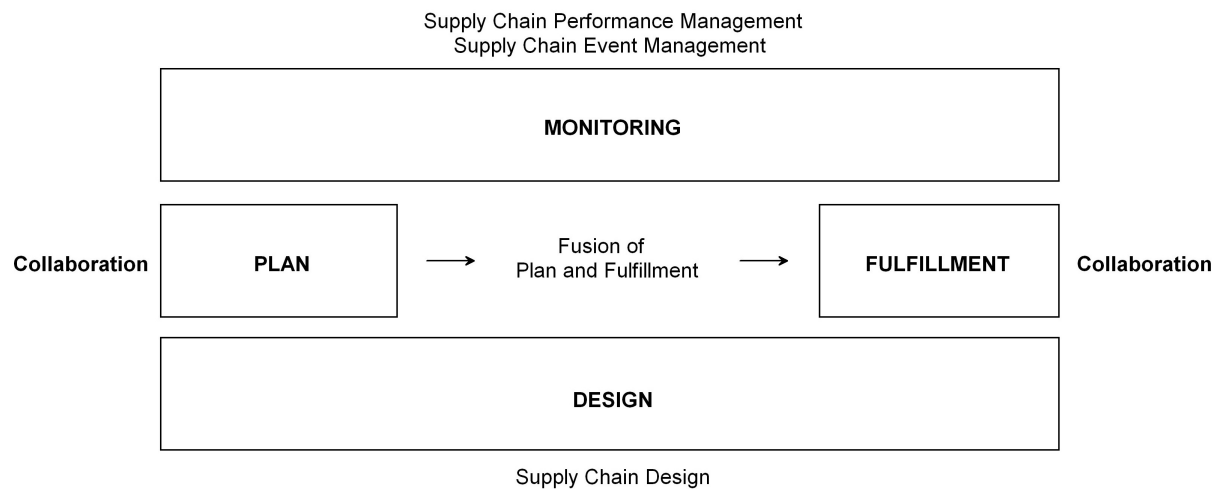 Supply Chain Performance Management
Supply Chain Event Management
MONITORING
Collaboration
PLAN
Fusion of
Plan and Fulfillment
FULFILLMENT
Collaboration
DESIGN
Supply Chain Design